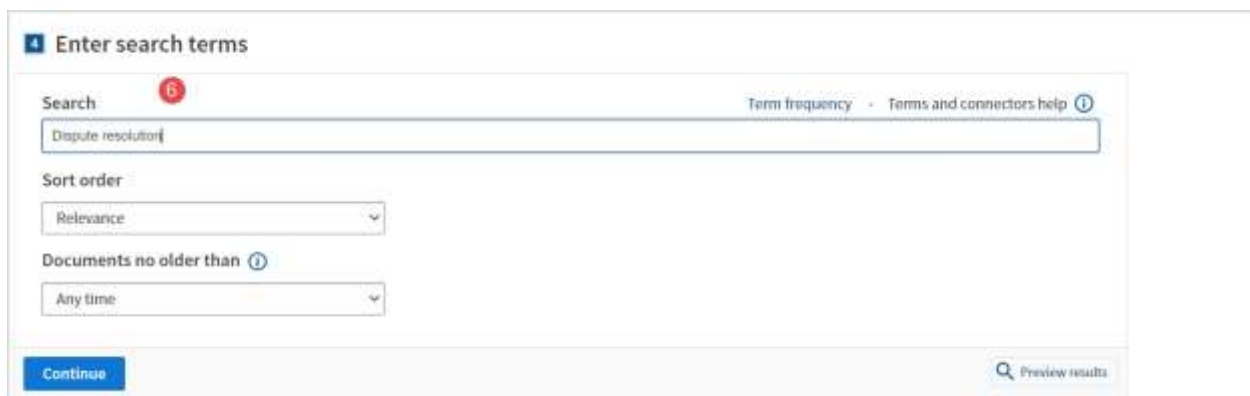 4 Enter search terms
6
Search Term frequency - Terms and connectors help
Dispute resolution
Sort order
Relevance
Documents no older than
Any time
Continue Preview results